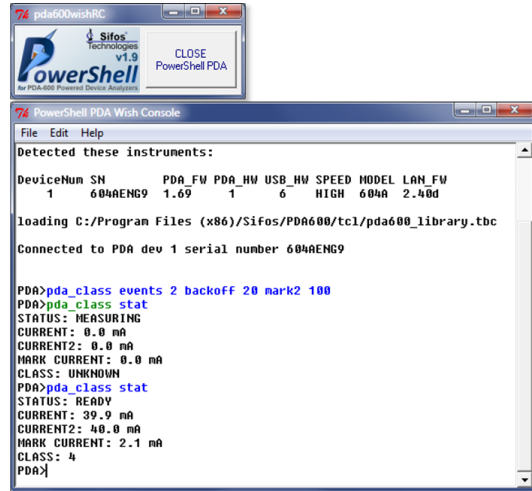 pda600wishRC
Sifos
Technologies
v1.9
PowerShell
for PDA-600 Powered Device Analyzers
CLOSE
PowerShell PDA
PowerShell PDA Wish Console
File Edit Help
Detected these instruments:
DeviceNum SN PDA_FW PDA_HW USB_HW SPEED MODEL LAN_FW
1 604AENG9 1.69 1 6 HIGH 604A 2.40d
loading C:/Program Files (x86)/Sifos/PDA600/tcl/pda600_library.tbc
Connected to PDA dev 1 serial number 604AENG9
PDA>pda_class events 2 backoff 20 mark2 100
PDA>pda_class stat
STATUS: MEASURING
CURRENT: 0.0 mA
CURRENT2: 0.0 mA
MARK CURRENT: 0.0 mA
CLASS: UNKNOWN
PDA>pda_class stat
STATUS: READY
CURRENT: 39.9 mA
CURRENT2: 40.0 mA
MARK CURRENT: 2.1 mA
CLASS: 4
PDA>